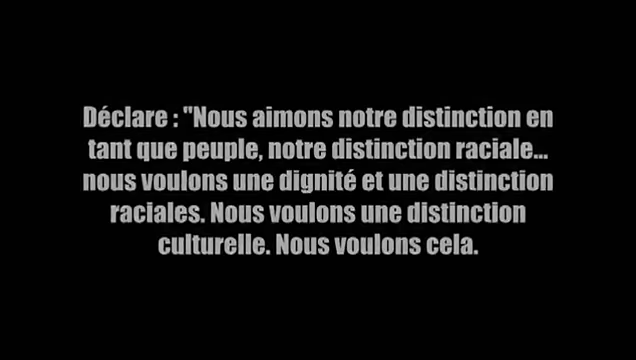 Déclare : "Nous aimons notre distinction en
tant que peuple, notre distinction raciale...
nous voulons une dignité et une distinction
raciales. Nous voulons une distinction
culturelle. Nous voulons cela.